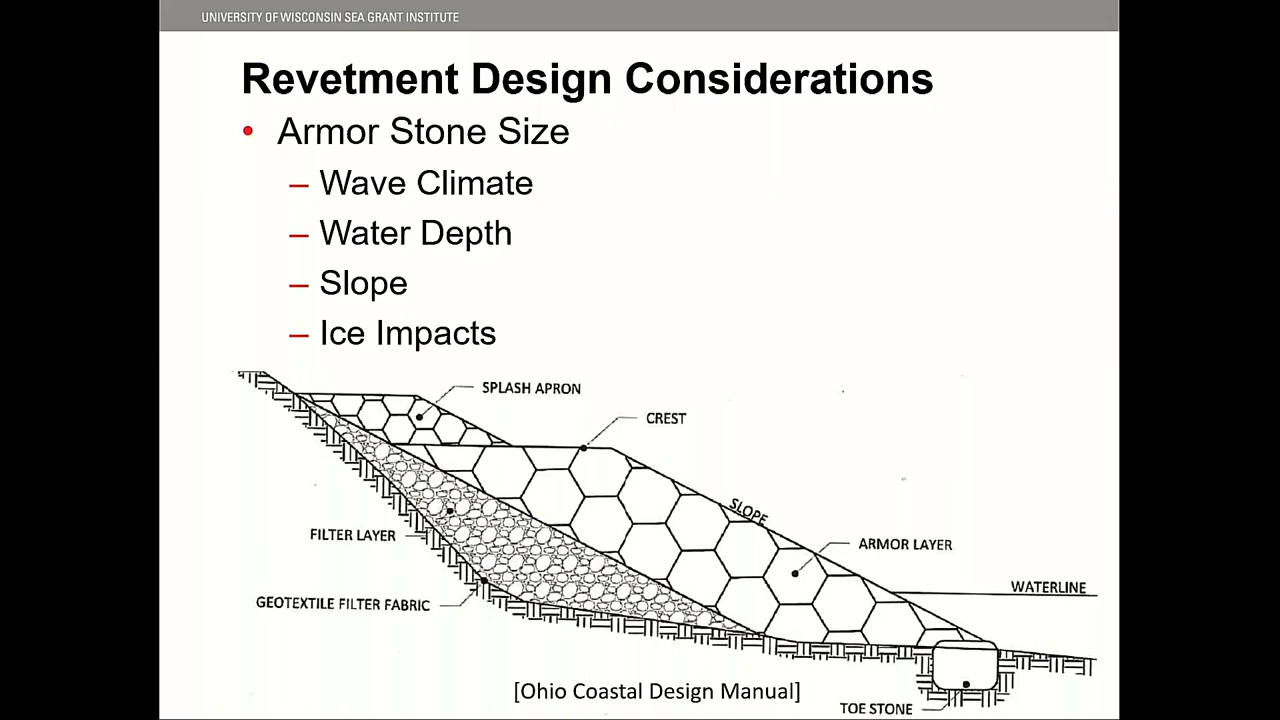 UNIVERSITY OF WISCONSIN SEA GRANT INSTITUTE
Revetment Design Considerations
• Armor Stone Size
– Wave Climate
– Water Depth
– Slope
– Ice Impacts
SPLASH APRON
CREST
SLOPE
FILTER LAYER
ARMOR LAYER
WATERLINE
GEOTEXTILE FILTER FABRIC
[Ohio Coastal Design Manual]
TOE STONE